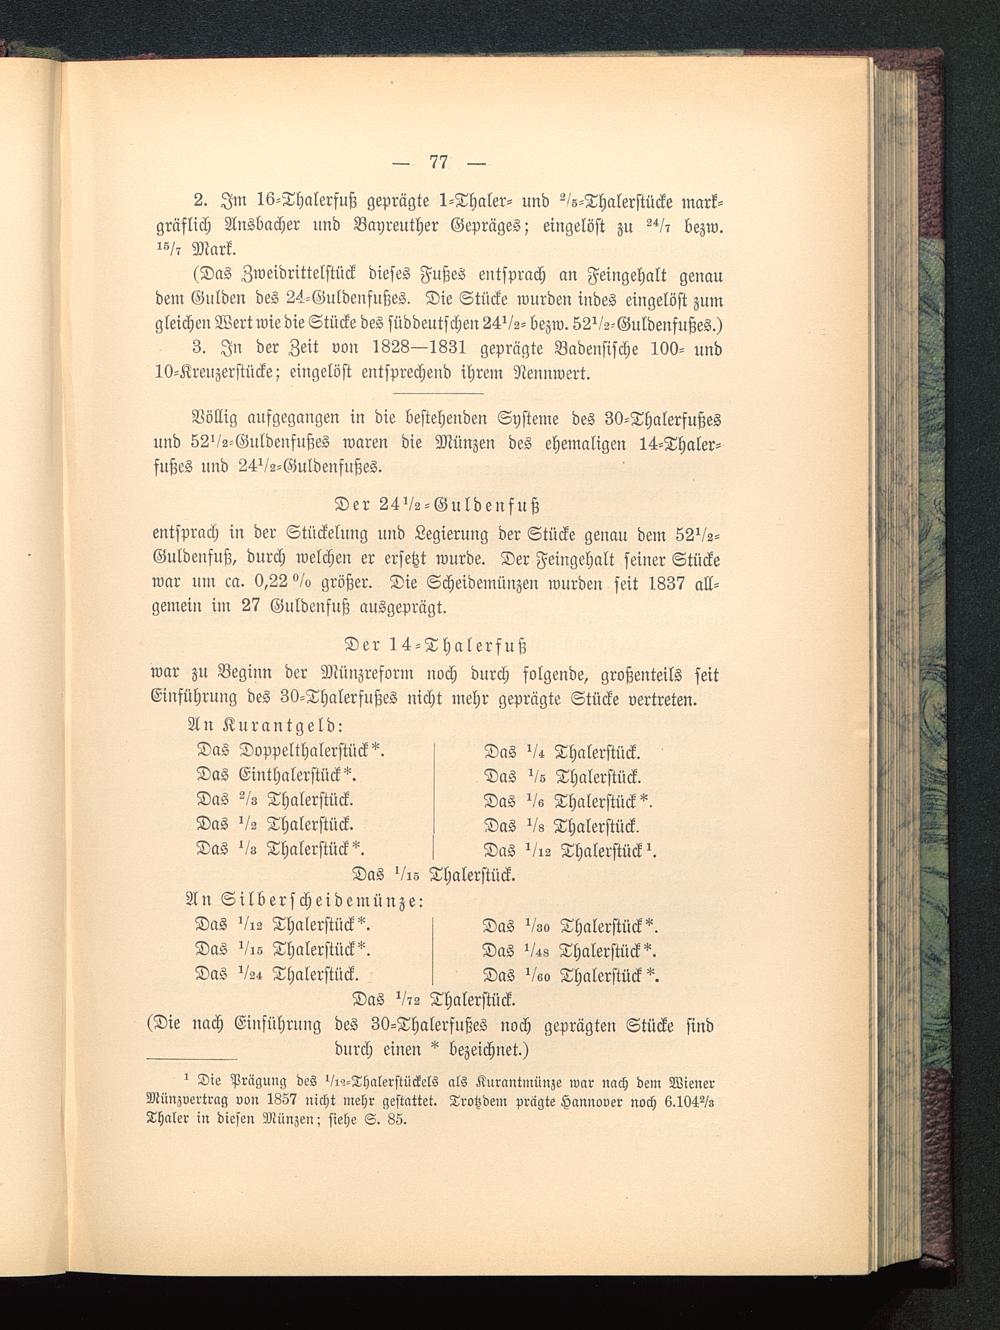 — 77 —
2. Im 16-Thalerfuß geprägte 1-Thaler- und 2/5-Thalerstücke mark-
gräflich Ansbacher und Bayreuther Gepräges; eingelöst zu 24/7 bezw.
15/7 Mark.
(Das Zweidrittelstück dieses Fußes entsprach an Feingehalt genau
dem Gulden des 24-Guldenfußes. Die Stücke wurden indes eingelöst zum
gleichen Wert wie die Stücke des süddeutschen 24½- bezw. 52½-Guldenfußes.)
3. In der Zeit von 1828—1831 geprägte Badensische 100- und
10-Kreuzerstücke; eingelöst entsprechend ihrem Nennwert.
Völlig aufgegangen in die bestehenden Systeme des 30-Thalerfußes
und 52½-Guldenfußes waren die Münzen des ehemaligen 14-Thaler-
fußes und 24½-Guldenfußes.
Der 24½-Guldenfuß
entsprach in der Stückelung und Legierung der Stücke genau dem 52½-
Guldenfuß, durch welchen er ersetzt wurde. Der Feingehalt seiner Stücke
war um ca. 0,22 % größer. Die Scheidemünzen wurden seit 1837 all-
gemein im 27 Guldenfuß ausgeprägt.
Der 14-Thalerfuß
war zu Beginn der Münzreform noch durch folgende, großenteils seit
Einführung des 30-Thalerfußes nicht mehr geprägte Stücke vertreten.
An Kurantgeld:
Das Doppelthalerstück*.
Das Einthalerstück*.
Das 2/3 Thalerstück.
Das 1/2 Thalerstück.
Das 1/3 Thalerstück*.
Das 1/4 Thalerstück.
Das 1/5 Thalerstück.
Das 1/6 Thalerstück*.
Das 1/8 Thalerstück.
Das 1/12 Thalerstück¹.
Das 1/15 Thalerstück.
An Silberscheidemünze:
Das 1/12 Thalerstück*.
Das 1/15 Thalerstück*.
Das 1/24 Thalerstück.
Das 1/30 Thalerstück*.
Das 1/48 Thalerstück*.
Das 1/60 Thalerstück*.
Das 1/72 Thalerstück.
(Die nach Einführung des 30-Thalerfußes noch geprägten Stücke sind
durch einen * bezeichnet.)
¹ Die Prägung des 1/12-Thalerstückels als Kurantmünze war nach dem Wiener
Münzvertrag von 1857 nicht mehr gestattet. Trotzdem prägte Hannover noch 6.104 2/3
Thaler in diesen Münzen; siehe S. 85.